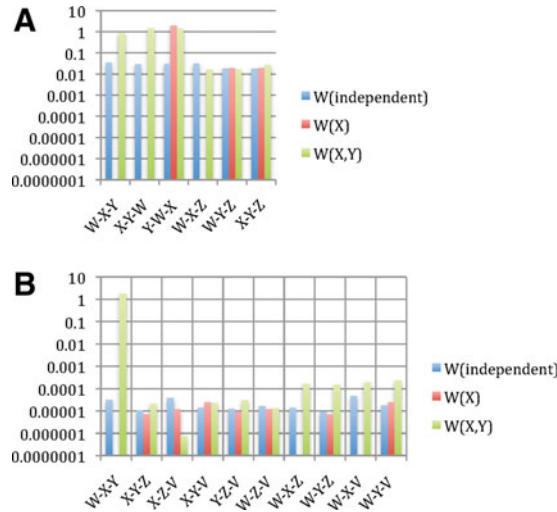 A
10
1
0.1
0.01
0.001
0.0001
0.00001
0.000001
0.0000001
W-X-Y
X-Y-W
Y-W-X
W-X-Z
W-Y-Z
X-Y-Z
W(independent)
W(X)
W(X,Y)
B
10
1
0.1
0.01
0.001
0.0001
0.00001
0.000001
0.0000001
W-X-Y
X-Y-Z
X-Z-V
X-Y-V
Y-Z-V
W-Z-V
W-X-Z
W-Y-Z
W-X-V
W-Y-V
W(independent)
W(X)
W(X,Y)